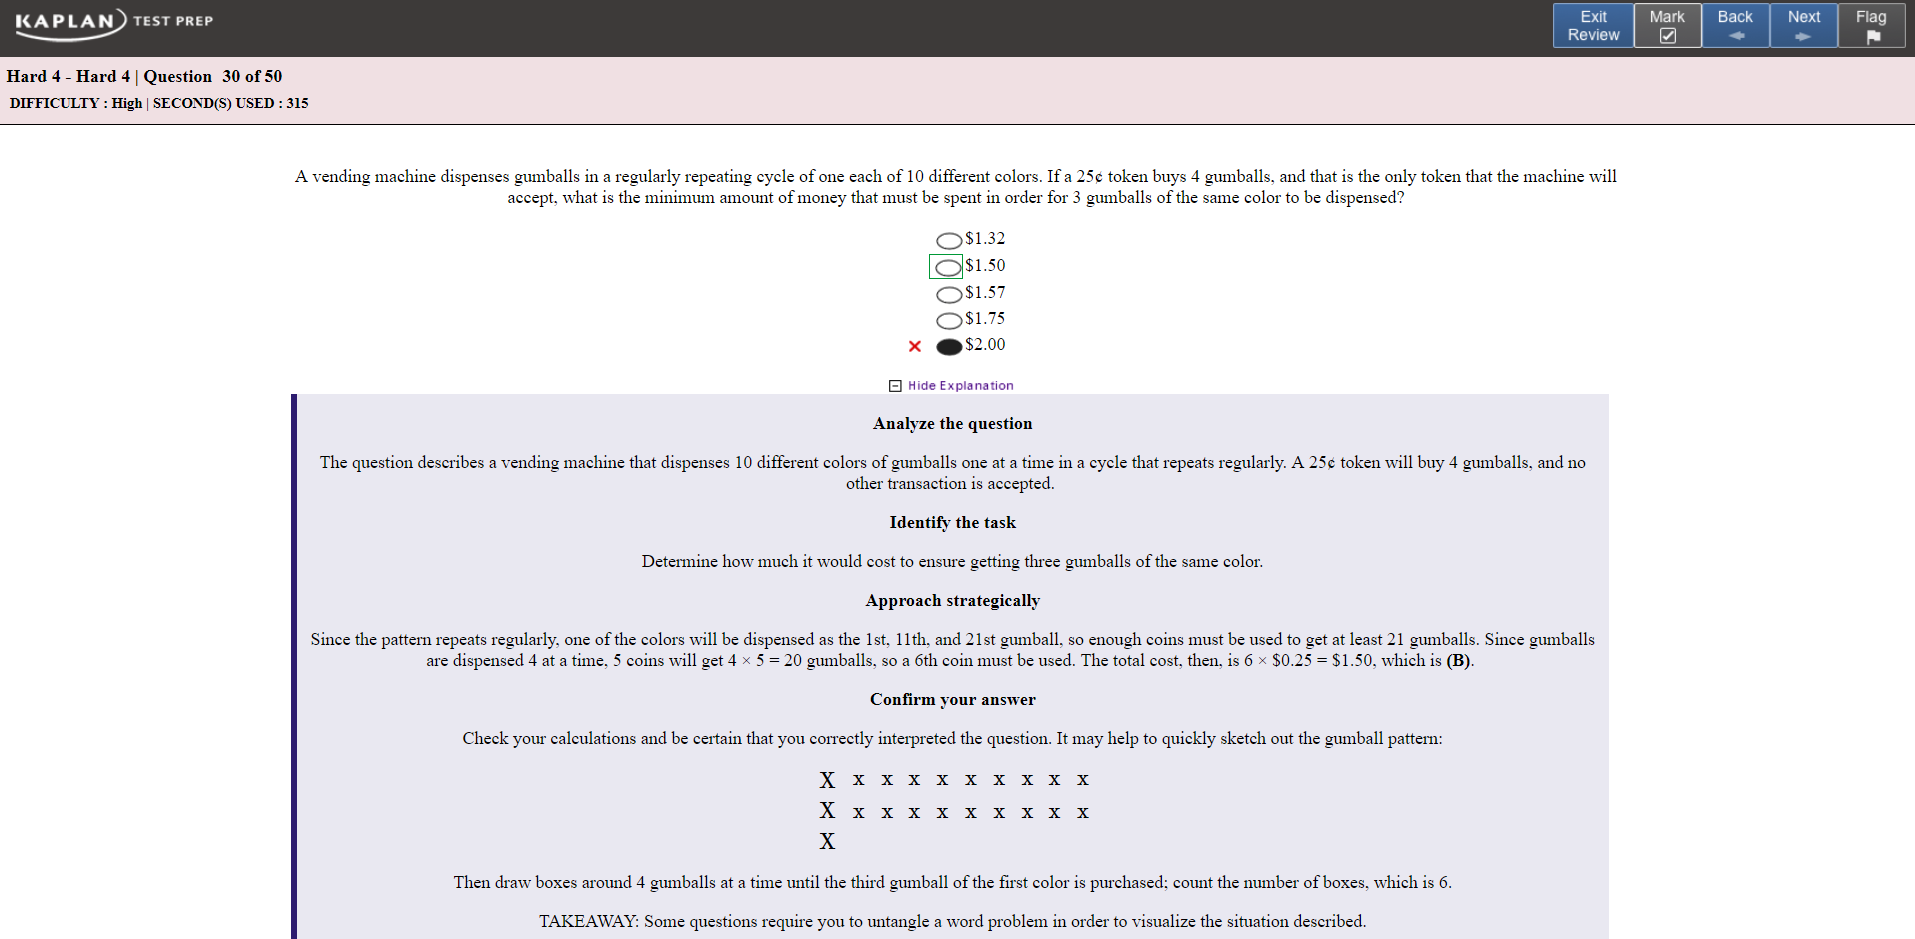 KAPLAN TEST PREP
Exit Review
Mark
Back
Next
Flag
Hard 4 - Hard 4 | Question 30 of 50
DIFFICULTY : High | SECOND(S) USED : 315
A vending machine dispenses gumballs in a regularly repeating cycle of one each of 10 different colors. If a 25¢ token buys 4 gumballs, and that is the only token that the machine will
accept, what is the minimum amount of money that must be spent in order for 3 gumballs of the same color to be dispensed?
$1.32
$1.50
$1.57
$1.75
$2.00
Hide Explanation
Analyze the question
The question describes a vending machine that dispenses 10 different colors of gumballs one at a time in a cycle that repeats regularly. A 25¢ token will buy 4 gumballs, and no
other transaction is accepted.
Identify the task
Determine how much it would cost to ensure getting three gumballs of the same color.
Approach strategically
Since the pattern repeats regularly, one of the colors will be dispensed as the 1st, 11th, and 21st gumball, so enough coins must be used to get at least 21 gumballs. Since gumballs
are dispensed 4 at a time, 5 coins will get 4 × 5 = 20 gumballs, so a 6th coin must be used. The total cost, then, is 6 × $0.25 = $1.50, which is (B).
Confirm your answer
Check your calculations and be certain that you correctly interpreted the question. It may help to quickly sketch out the gumball pattern:
X x x x x x x x x x
X x x x x x x x x x
X
Then draw boxes around 4 gumballs at a time until the third gumball of the first color is purchased; count the number of boxes, which is 6.
TAKEAWAY: Some questions require you to untangle a word problem in order to visualize the situation described.